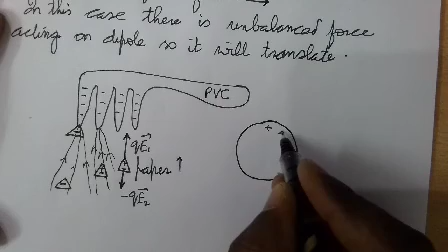 In this case there is unbalanced force
acting on dipole so it will translate.
PVC
qE₁
paper ↑
-qE₂